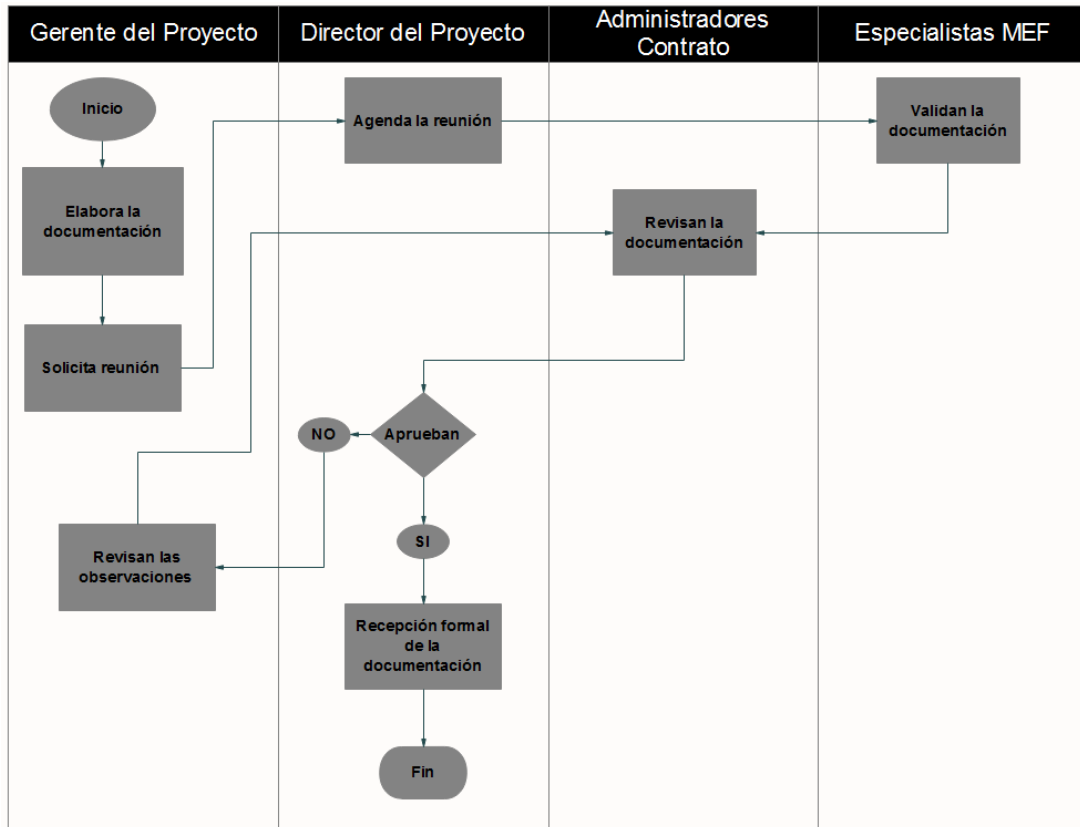 Gerente del Proyecto
Director del Proyecto
Administradores
Contrato
Especialistas MEF
Inicio
Agenda la reunión
Validan la
documentación
Elabora la
documentación
Revisan la
documentación
Solicita reunión
NO
Aprueban
SI
Revisan las
observaciones
Recepción formal
de la
documentación
Fin